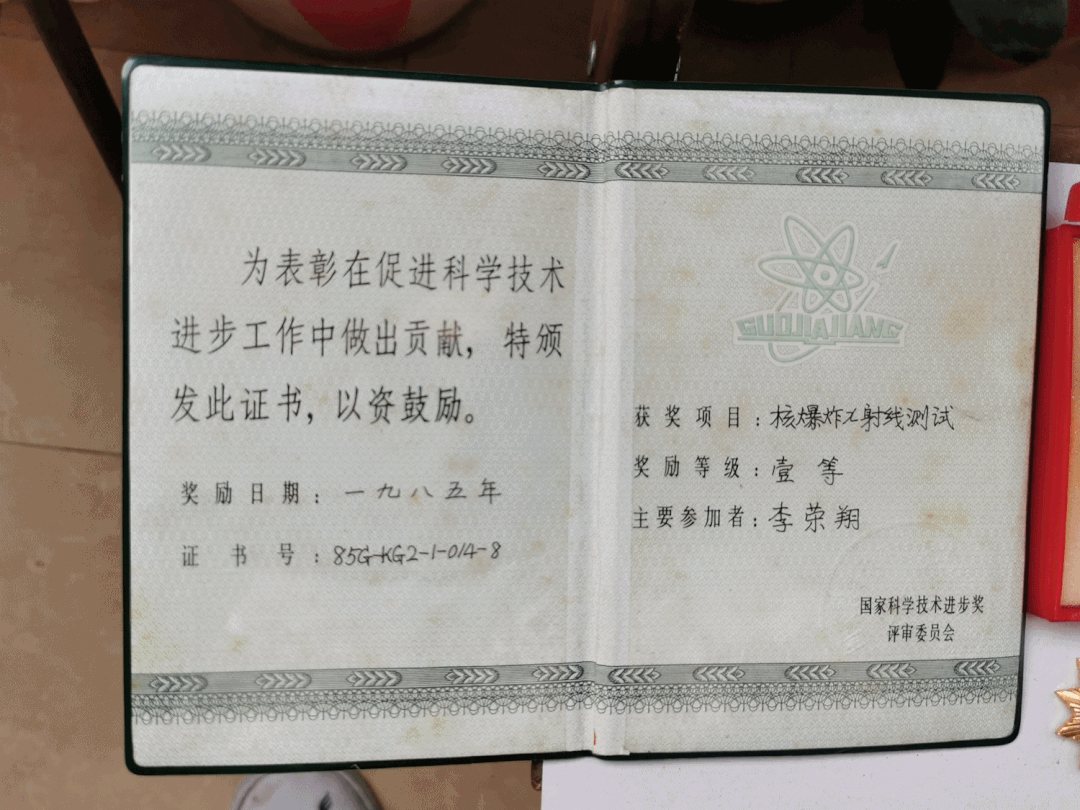 为表彰在促进科学技术
进步工作中做出贡献，特颁
发此证书，以资鼓励。
奖励日期：一九八五年
证书号：85G-KG2-1-014-8
GUOJIAJIANG
获奖项目：核爆炸χ射线测试
奖励等级：壹等
主要参加者：李荣翔
国家科学技术进步奖
评审委员会